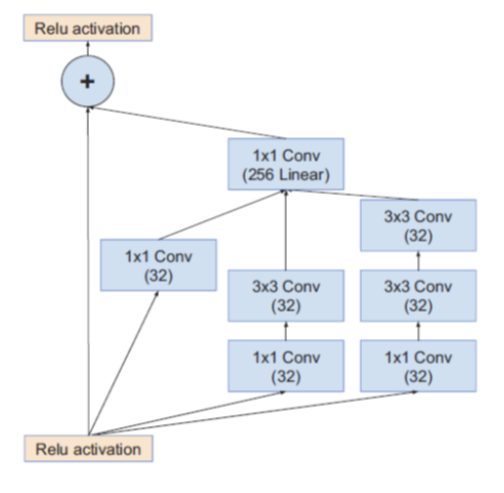 Relu activation
+
1x1 Conv
(256 Linear)
3x3 Conv
(32)
1x1 Conv
(32)
3x3 Conv
(32)
3x3 Conv
(32)
1x1 Conv
(32)
1x1 Conv
(32)
Relu activation